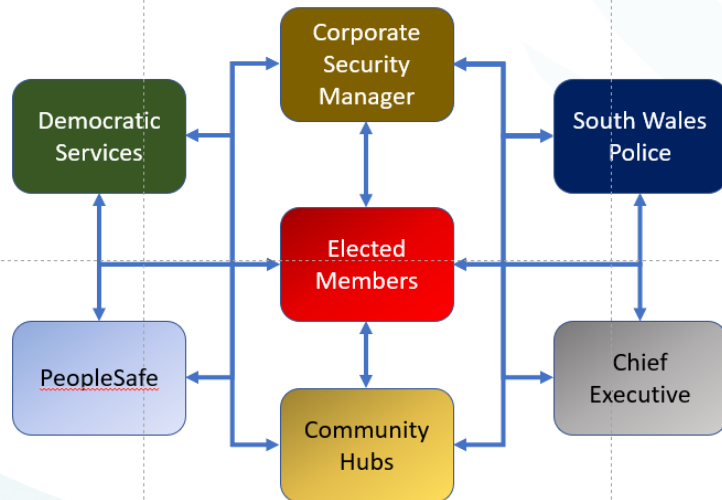 Corporate
Security
Manager
Democratic
Services
South Wales
Police
Elected
Members
PeopleSafe
Chief
Executive
Community
Hubs